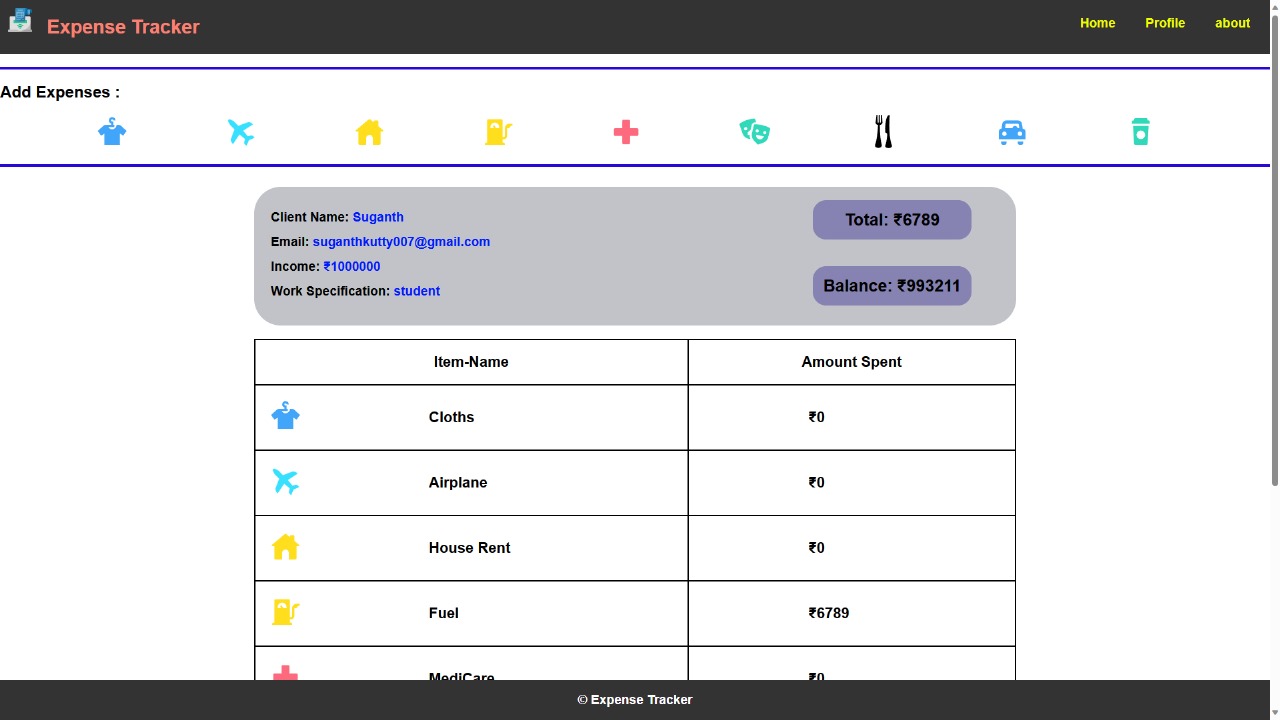 Expense Tracker
Home Profile about
Add Expenses :
Client Name: Suganth
Email: suganthkutty007@gmail.com
Income: ₹1000000
Work Specification: student
Total: ₹6789
Balance: ₹993211
Item-Name Amount Spent
Cloths ₹0
Airplane ₹0
House Rent ₹0
Fuel ₹6789
MediCare ₹0
© Expense Tracker